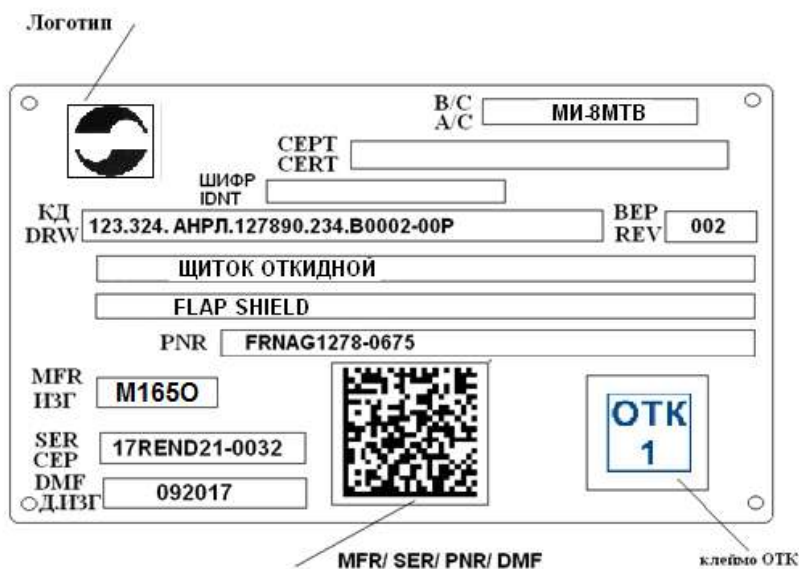 Логотип
В/С
А/С
МИ-8МТВ
СЕРТ
CERT
ШИФР
IDNT
КД
DRW
123.324. АНРЛ.127890.234.В0002-00Р
ВЕР
REV
002
ЩИТОК ОТКИДНОЙ
FLAP SHIELD
PNR
FRNAG1278-0675
MFR
ИЗГ
M165O
SER
СЕР
17REND21-0032
DMF
Д.ИЗГ
092017
ОТК
1
MFR/ SER/ PNR/ DMF
клеймо ОТК